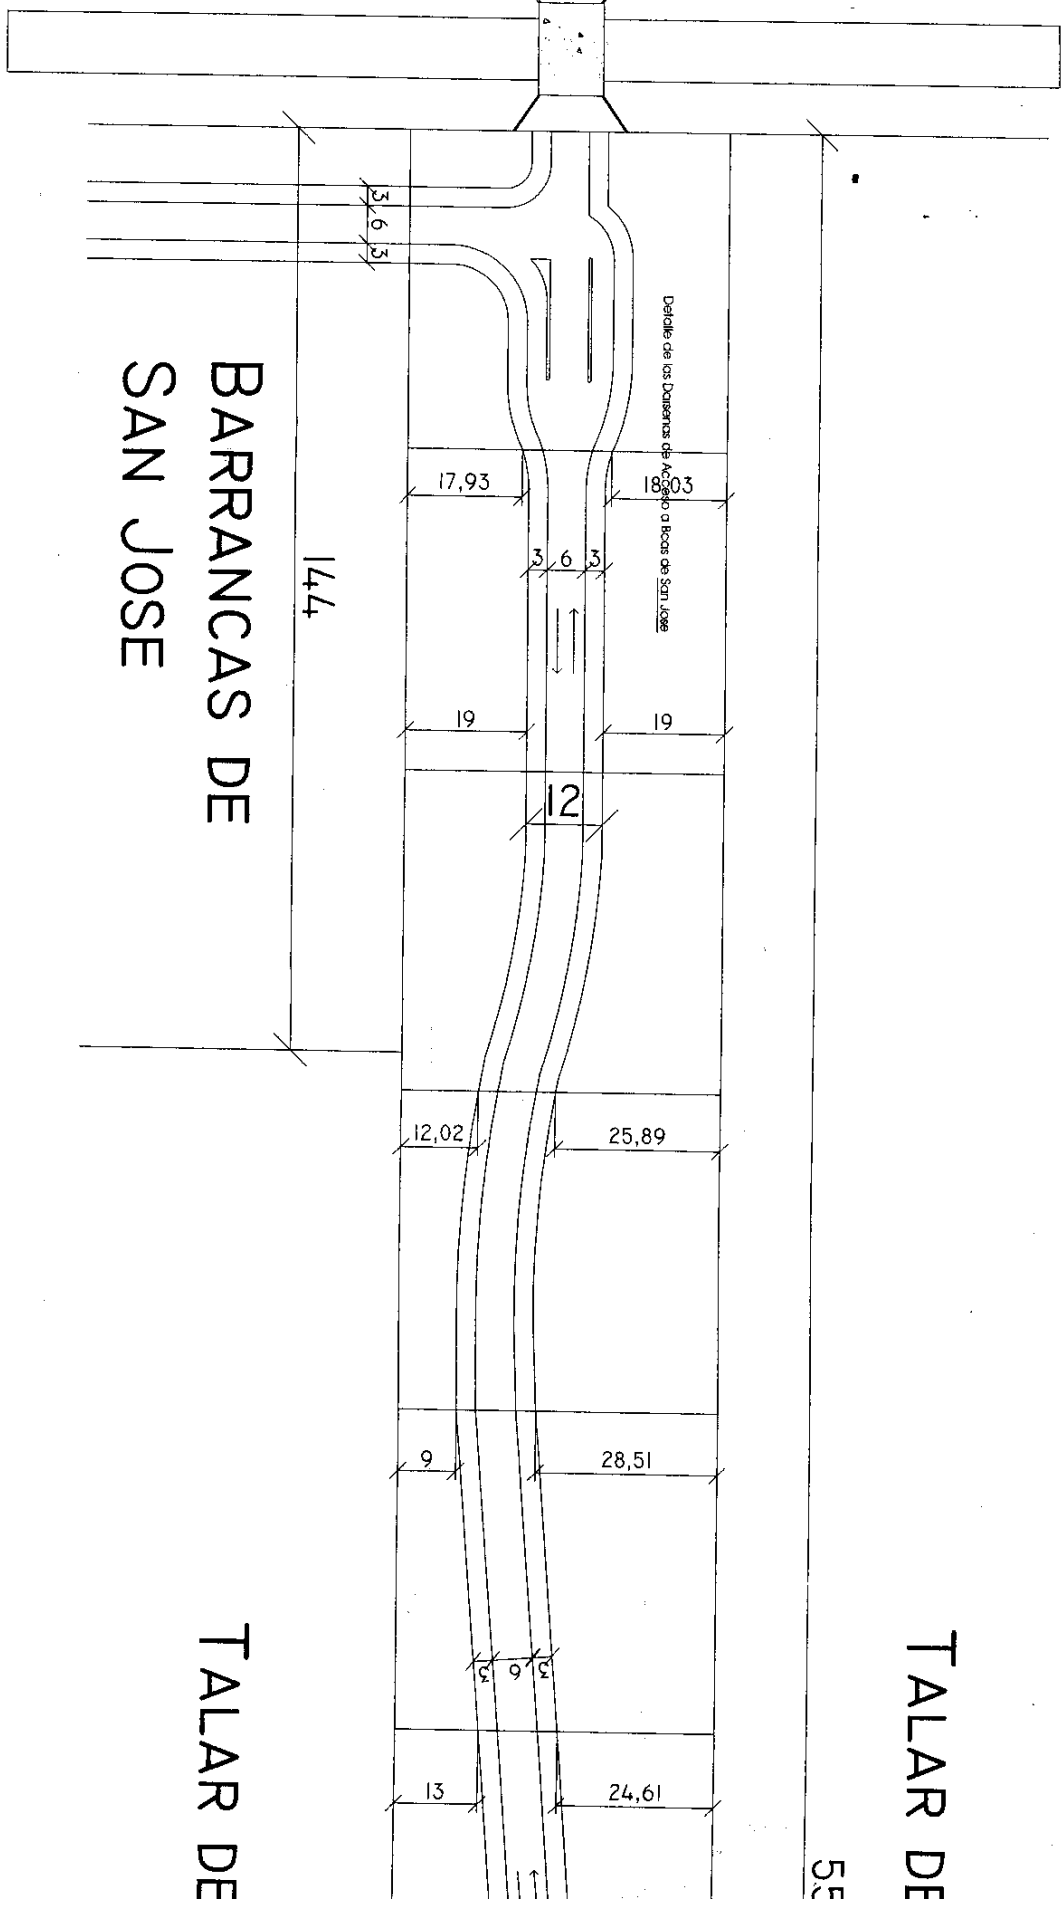 3
6
3
Detalle de las Darsenas de Acceso a Bcas de San Jose
BARRANCAS DE
SAN JOSE
17,93
18,03
3 6 3
144
19
19
12
12,02
25,89
9
28,51
3 6 3
13
24,61
TALAR DE
TALAR DE